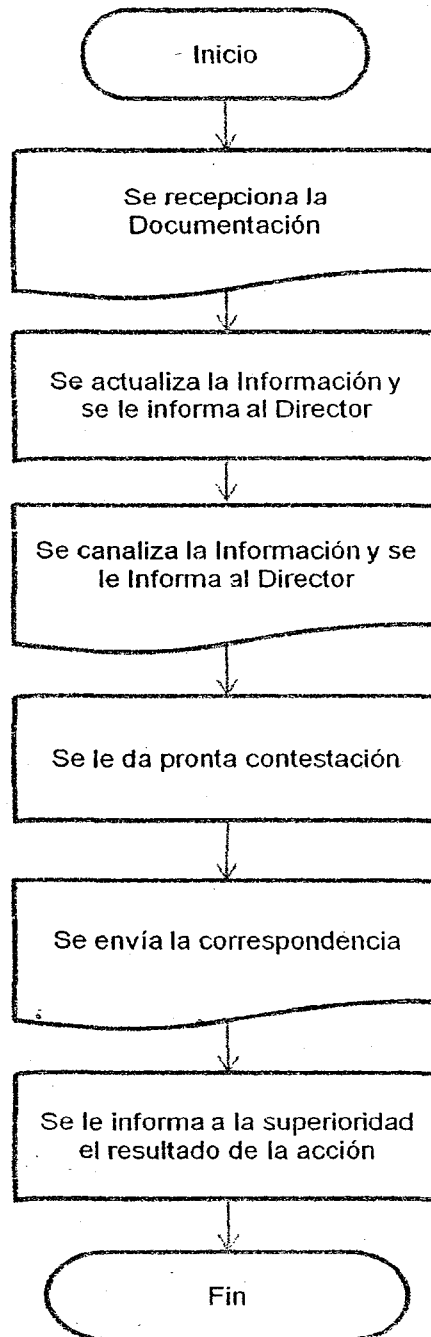 Inicio
Se recepciona la
Documentación
Se actualiza la Información y
se le informa al Director
Se canaliza la Información y se
le Informa al Director
Se le da pronta contestación
Se envía la correspondencia
Se le informa a la superioridad
el resultado de la acción
Fin